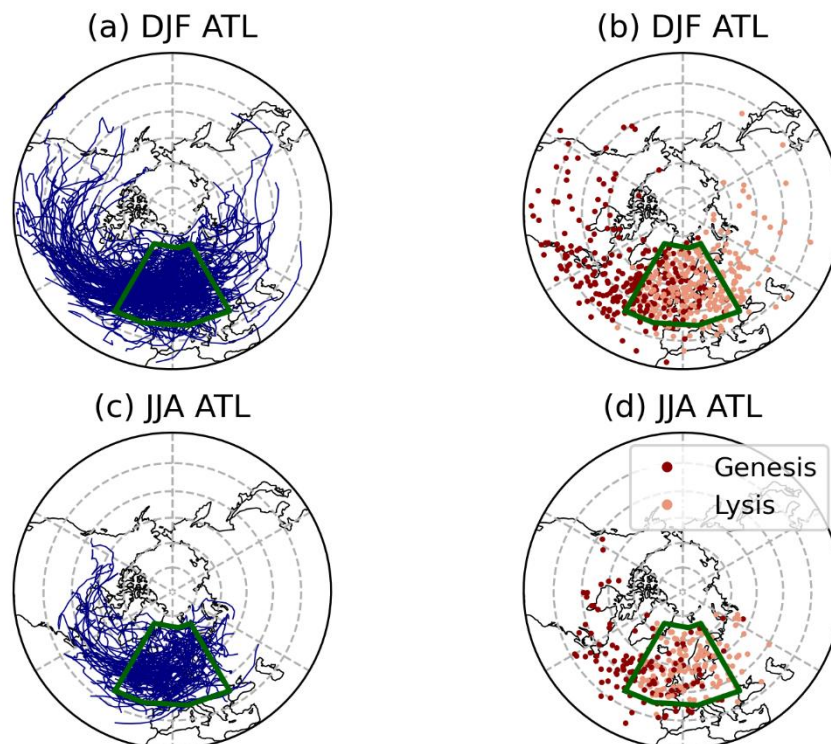 (a) DJF ATL
(b) DJF ATL
(c) JJA ATL
(d) JJA ATL
Genesis
Lysis